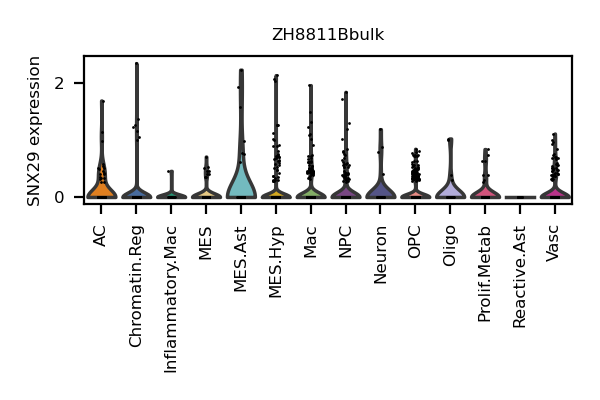 ZH8811Bbulk
SNX29 expression
2
0
AC
Chromatin.Reg
Inflammatory.Mac
MES
MES.Ast
MES.Hyp
Mac
NPC
Neuron
OPC
Oligo
Prolif.Metab
Reactive.Ast
Vasc